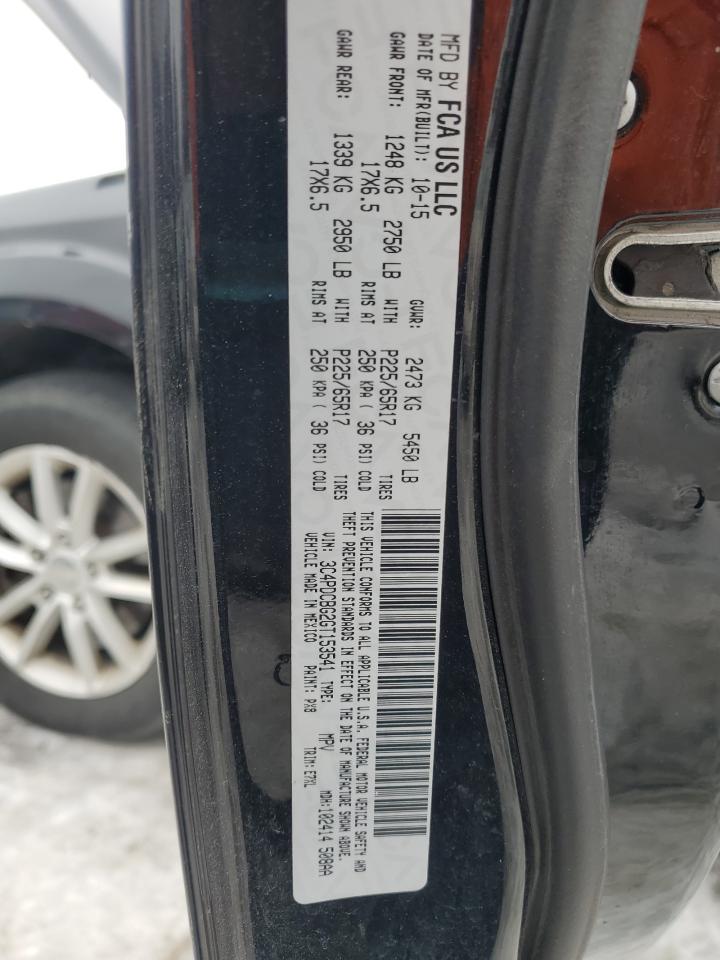 MFD BY FCA US LLC
DATE OF MFR(BUILT): 10-15 GVWR: 2473 KG 5450 LB
GAWR FRONT: 1248 KG 2750 LB WITH P225/65R17 TIRES
17X6.5 RIMS AT 250 KPA ( 36 PSI) COLD
GAWR REAR: 1339 KG 2950 LB WITH P225/65R17 TIRES
17X6.5 RIMS AT 250 KPA ( 36 PSI) COLD
THIS VEHICLE CONFORMS TO ALL APPLICABLE U.S.A. FEDERAL MOTOR VEHICLE SAFETY AND
THEFT PREVENTION STANDARDS IN EFFECT ON THE DATE OF MANUFACTURE SHOWN ABOVE.
VIN: 3C4PDCBG2GT153541 TYPE: MPV MDH:102414 508AA
VEHICLE MADE IN MEXICO PAINT: PX8 TRIM:E7XL